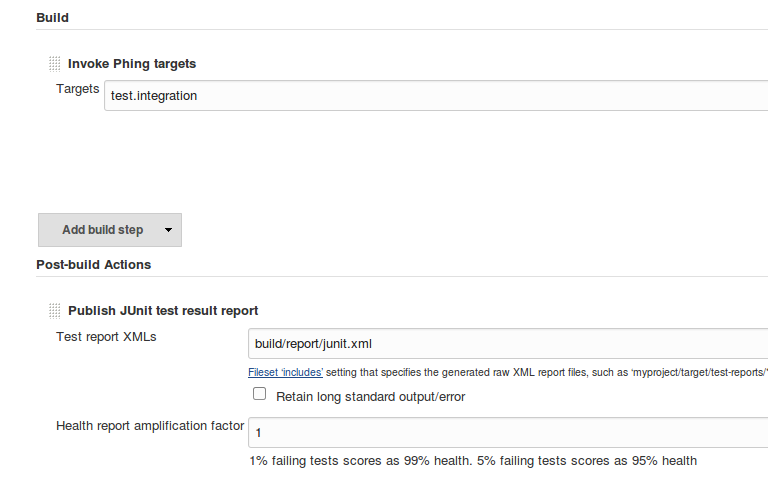 Build
Invoke Phing targets
Targets test.integration
Add build step
Post-build Actions
Publish JUnit test result report
Test report XMLs build/report/junit.xml
Fileset ‘includes’ setting that specifies the generated raw XML report files, such as ‘myproject/target/test-reports/
Retain long standard output/error
Health report amplification factor 1
1% failing tests scores as 99% health. 5% failing tests scores as 95% health